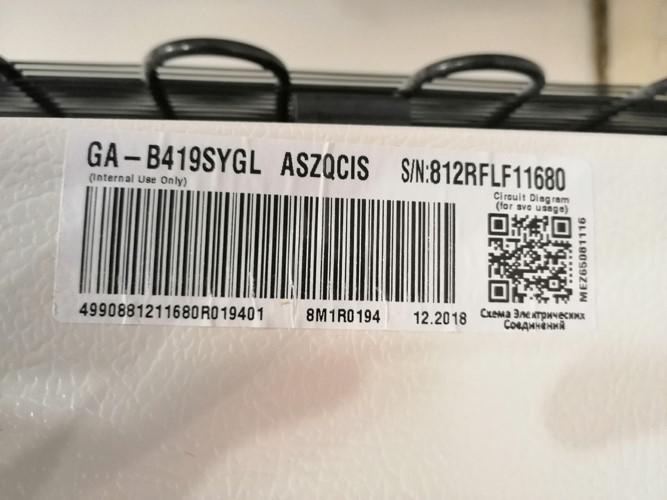 GA-B419SYGL ASZQCIS S/N:812RFLF11680
(Internal Use Only)
Circuit Diagram
(for svc usage)
MEZ65081116
4990881211680R019401 8M1R0194 12.2018
Схема Электрических
Соединений